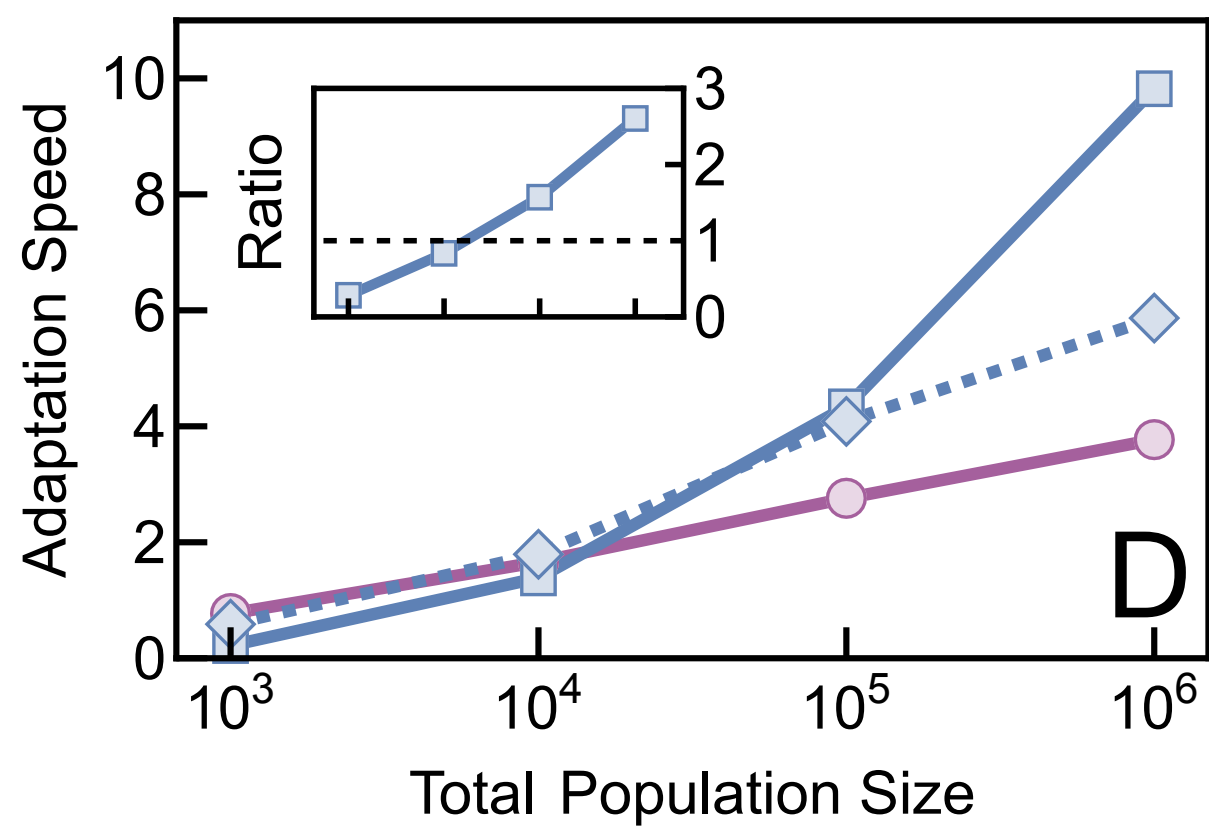 Adaptation Speed
10
8
6
4
2
0
Ratio
3
2
1
0
D
10³ 10⁴ 10⁵ 10⁶
Total Population Size